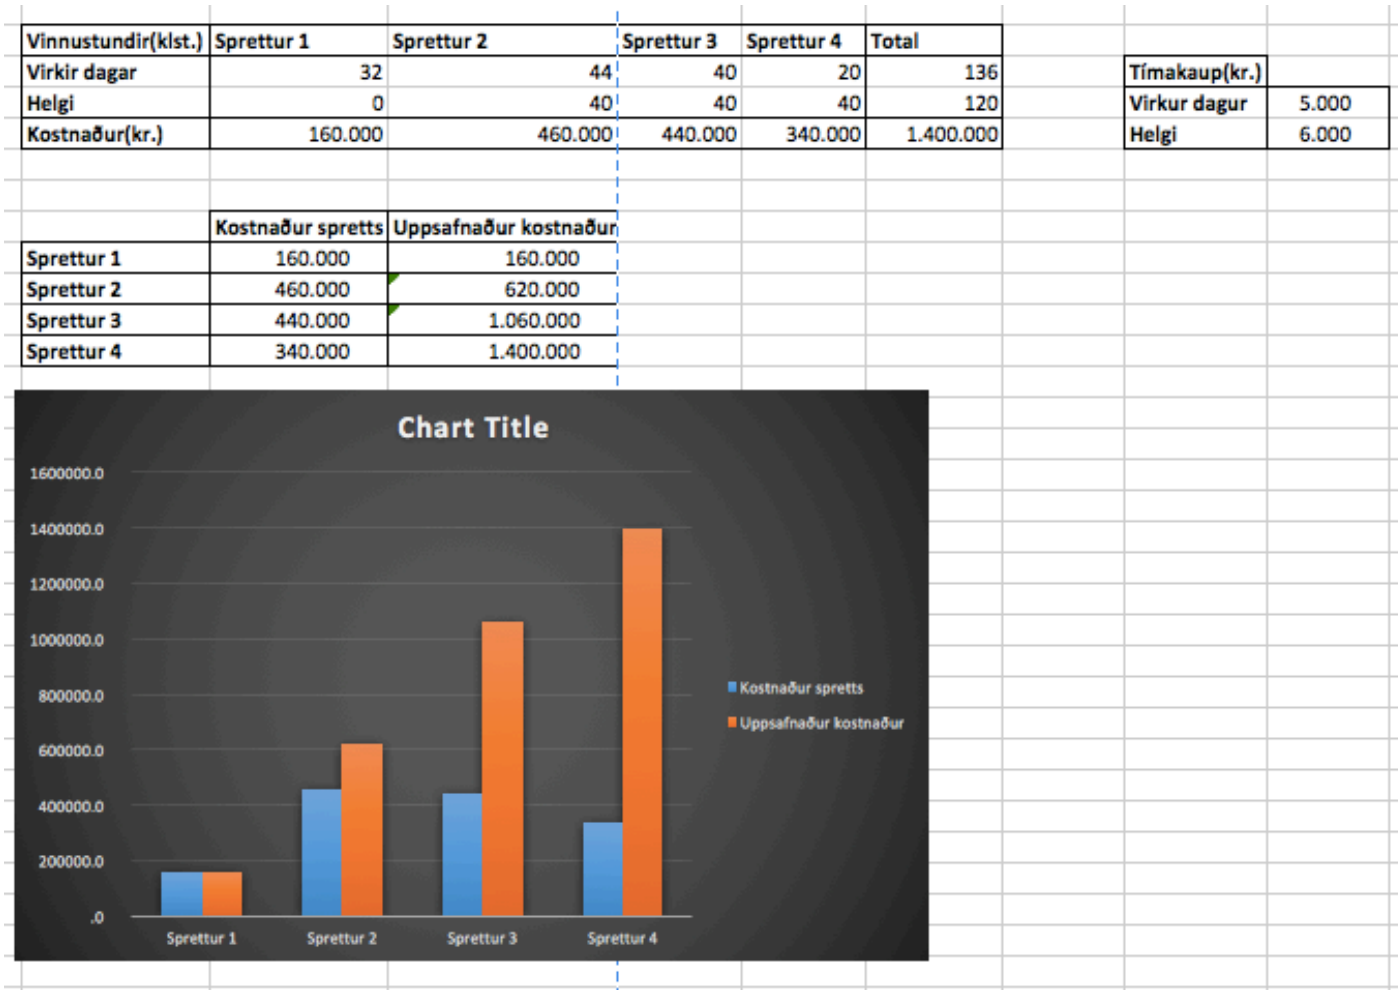 Vinnustundir(klst.) Sprettur 1 Sprettur 2 Sprettur 3 Sprettur 4 Total
Virkir dagar 32 44 40 20 136 Tímakaup(kr.)
Helgi 0 40 40 40 120 Virkur dagur 5.000
Kostnaður(kr.) 160.000 460.000 440.000 340.000 1.400.000 Helgi 6.000
Kostnaður spretts Uppsafnaður kostnaður
Sprettur 1 160.000 160.000
Sprettur 2 460.000 620.000
Sprettur 3 440.000 1.060.000
Sprettur 4 340.000 1.400.000
Chart Title
1600000.0
1400000.0
1200000.0
1000000.0
800000.0
600000.0
400000.0
200000.0
.0
Sprettur 1 Sprettur 2 Sprettur 3 Sprettur 4
Kostnaður spretts
Uppsafnaður kostnaður